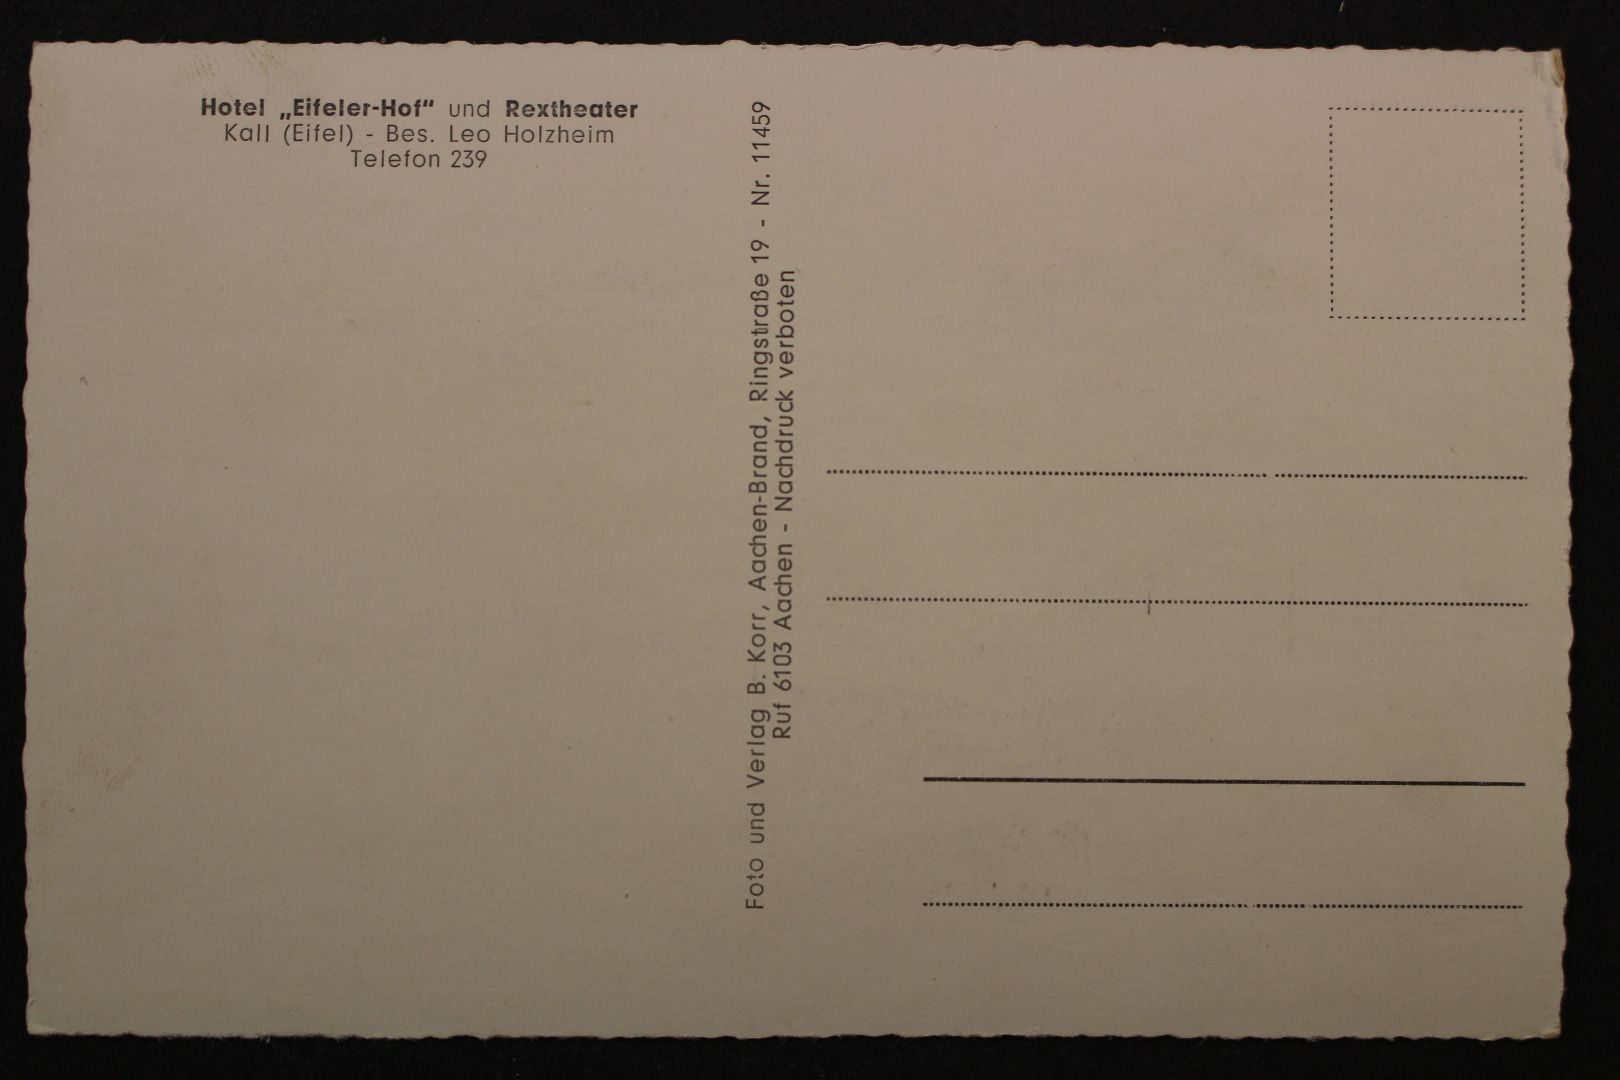 Hotel „Eifeler-Hof“ und Rextheater
Kall (Eifel) - Bes. Leo Holzheim
Telefon 239
Foto und Verlag B. Korr, Aachen-Brand, Ringstraße 19 - Nr. 11459
Ruf 6103 Aachen - Nachdruck verboten